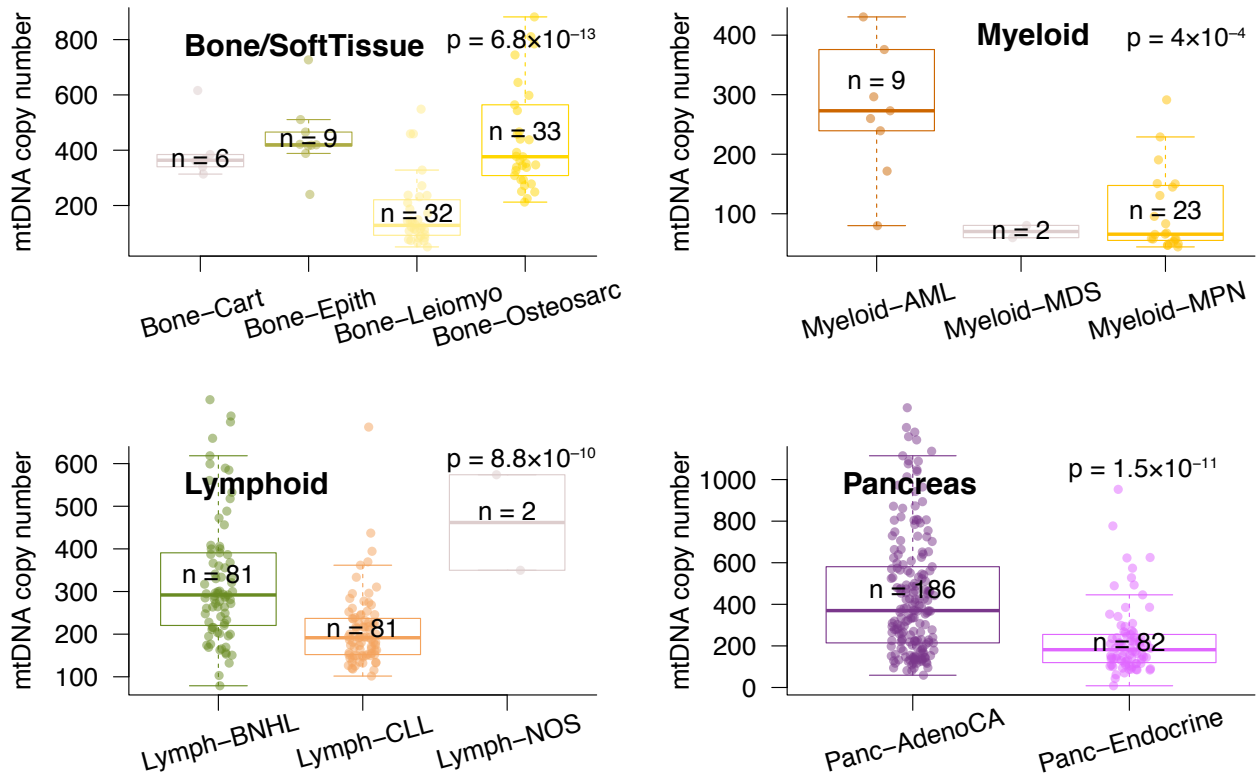 Bone/SoftTissue
p = 6.8×10⁻¹³
mtDNA copy number
800
600
400
200
n = 6
n = 9
n = 32
n = 33
Bone−Cart
Bone−Epith
Bone−Leiomyo
Bone−Osteosarc
Myeloid
p = 4×10⁻⁴
mtDNA copy number
400
300
200
100
n = 9
n = 2
n = 23
Myeloid−AML
Myeloid−MDS
Myeloid−MPN
Lymphoid
p = 8.8×10⁻¹⁰
mtDNA copy number
600
500
400
300
200
100
n = 81
n = 81
n = 2
Lymph−BNHL
Lymph−CLL
Lymph−NOS
Pancreas
p = 1.5×10⁻¹¹
mtDNA copy number
1000
800
600
400
200
0
n = 186
n = 82
Panc−AdenoCA
Panc−Endocrine